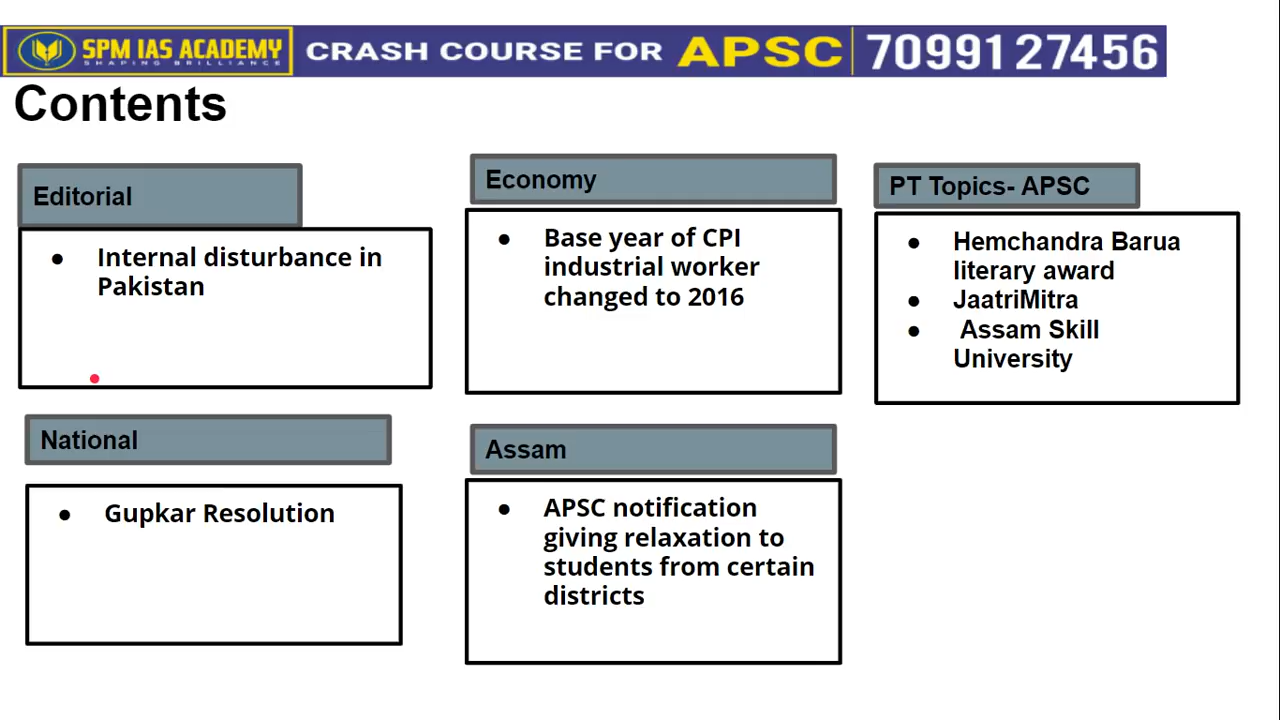 SPM IAS ACADEMY
SHAPING BRILLIANCE
CRASH COURSE FOR APSC 70991 27456
Contents
Editorial
• Internal disturbance in
Pakistan
Economy
• Base year of CPI
industrial worker
changed to 2016
PT Topics- APSC
• Hemchandra Barua
literary award
• JaatriMitra
• Assam Skill
University
National
• Gupkar Resolution
Assam
• APSC notification
giving relaxation to
students from certain
districts